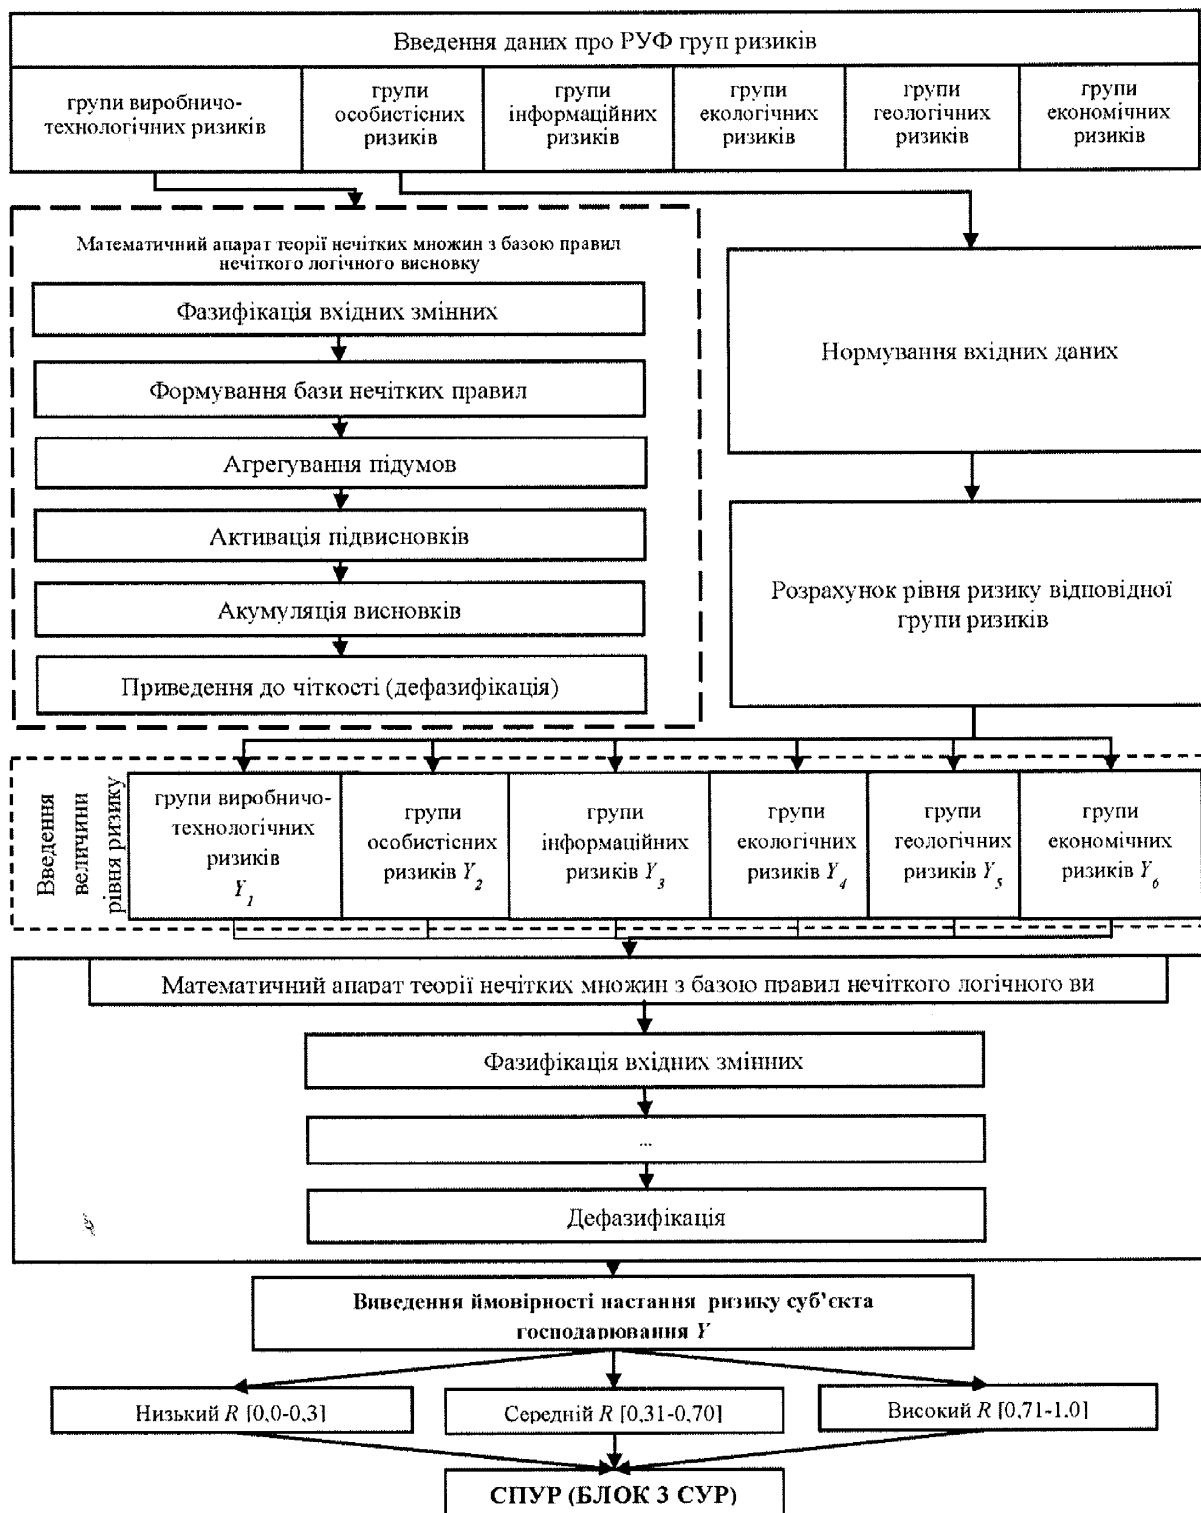 Введення даних про РУФ груп ризиків
групи виробничо-
технологічних ризиків
групи
особистісних
ризиків
групи
інформаційних
ризиків
групи
екологічних
ризиків
групи
геологічних
ризиків
групи
економічних
ризиків
Математичний апарат теорії нечітких множин з базою правил
нечіткого логічного висновку
Фазифікація вхідних змінних
Формування бази нечітких правил
Агрегування підумов
Активація підвисновків
Акумуляція висновків
Приведення до чіткості (дефазифікація)
Нормування вхідних даних
Розрахунок рівня ризику відповідної
групи ризиків
Введення
величини
рівня ризику
групи виробничо-
технологічних
ризиків
Y1
групи
особистісних
ризиків Y2
групи
інформаційних
ризиків Y3
групи
екологічних
ризиків Y4
групи
геологічних
ризиків Y5
групи
економічних
ризиків Y6
Математичний апарат теорії нечітких множин з базою правил нечіткого логічного ви
Фазифікація вхідних змінних
...
Дефазифікація
Виведення ймовірності настання ризику суб’єкта
господарювання Y
Низький R [0,0-0,3]
Середній R [0,31-0,70]
Високий R [0,71-1.0]
СПУР (БЛОК 3 СУР)